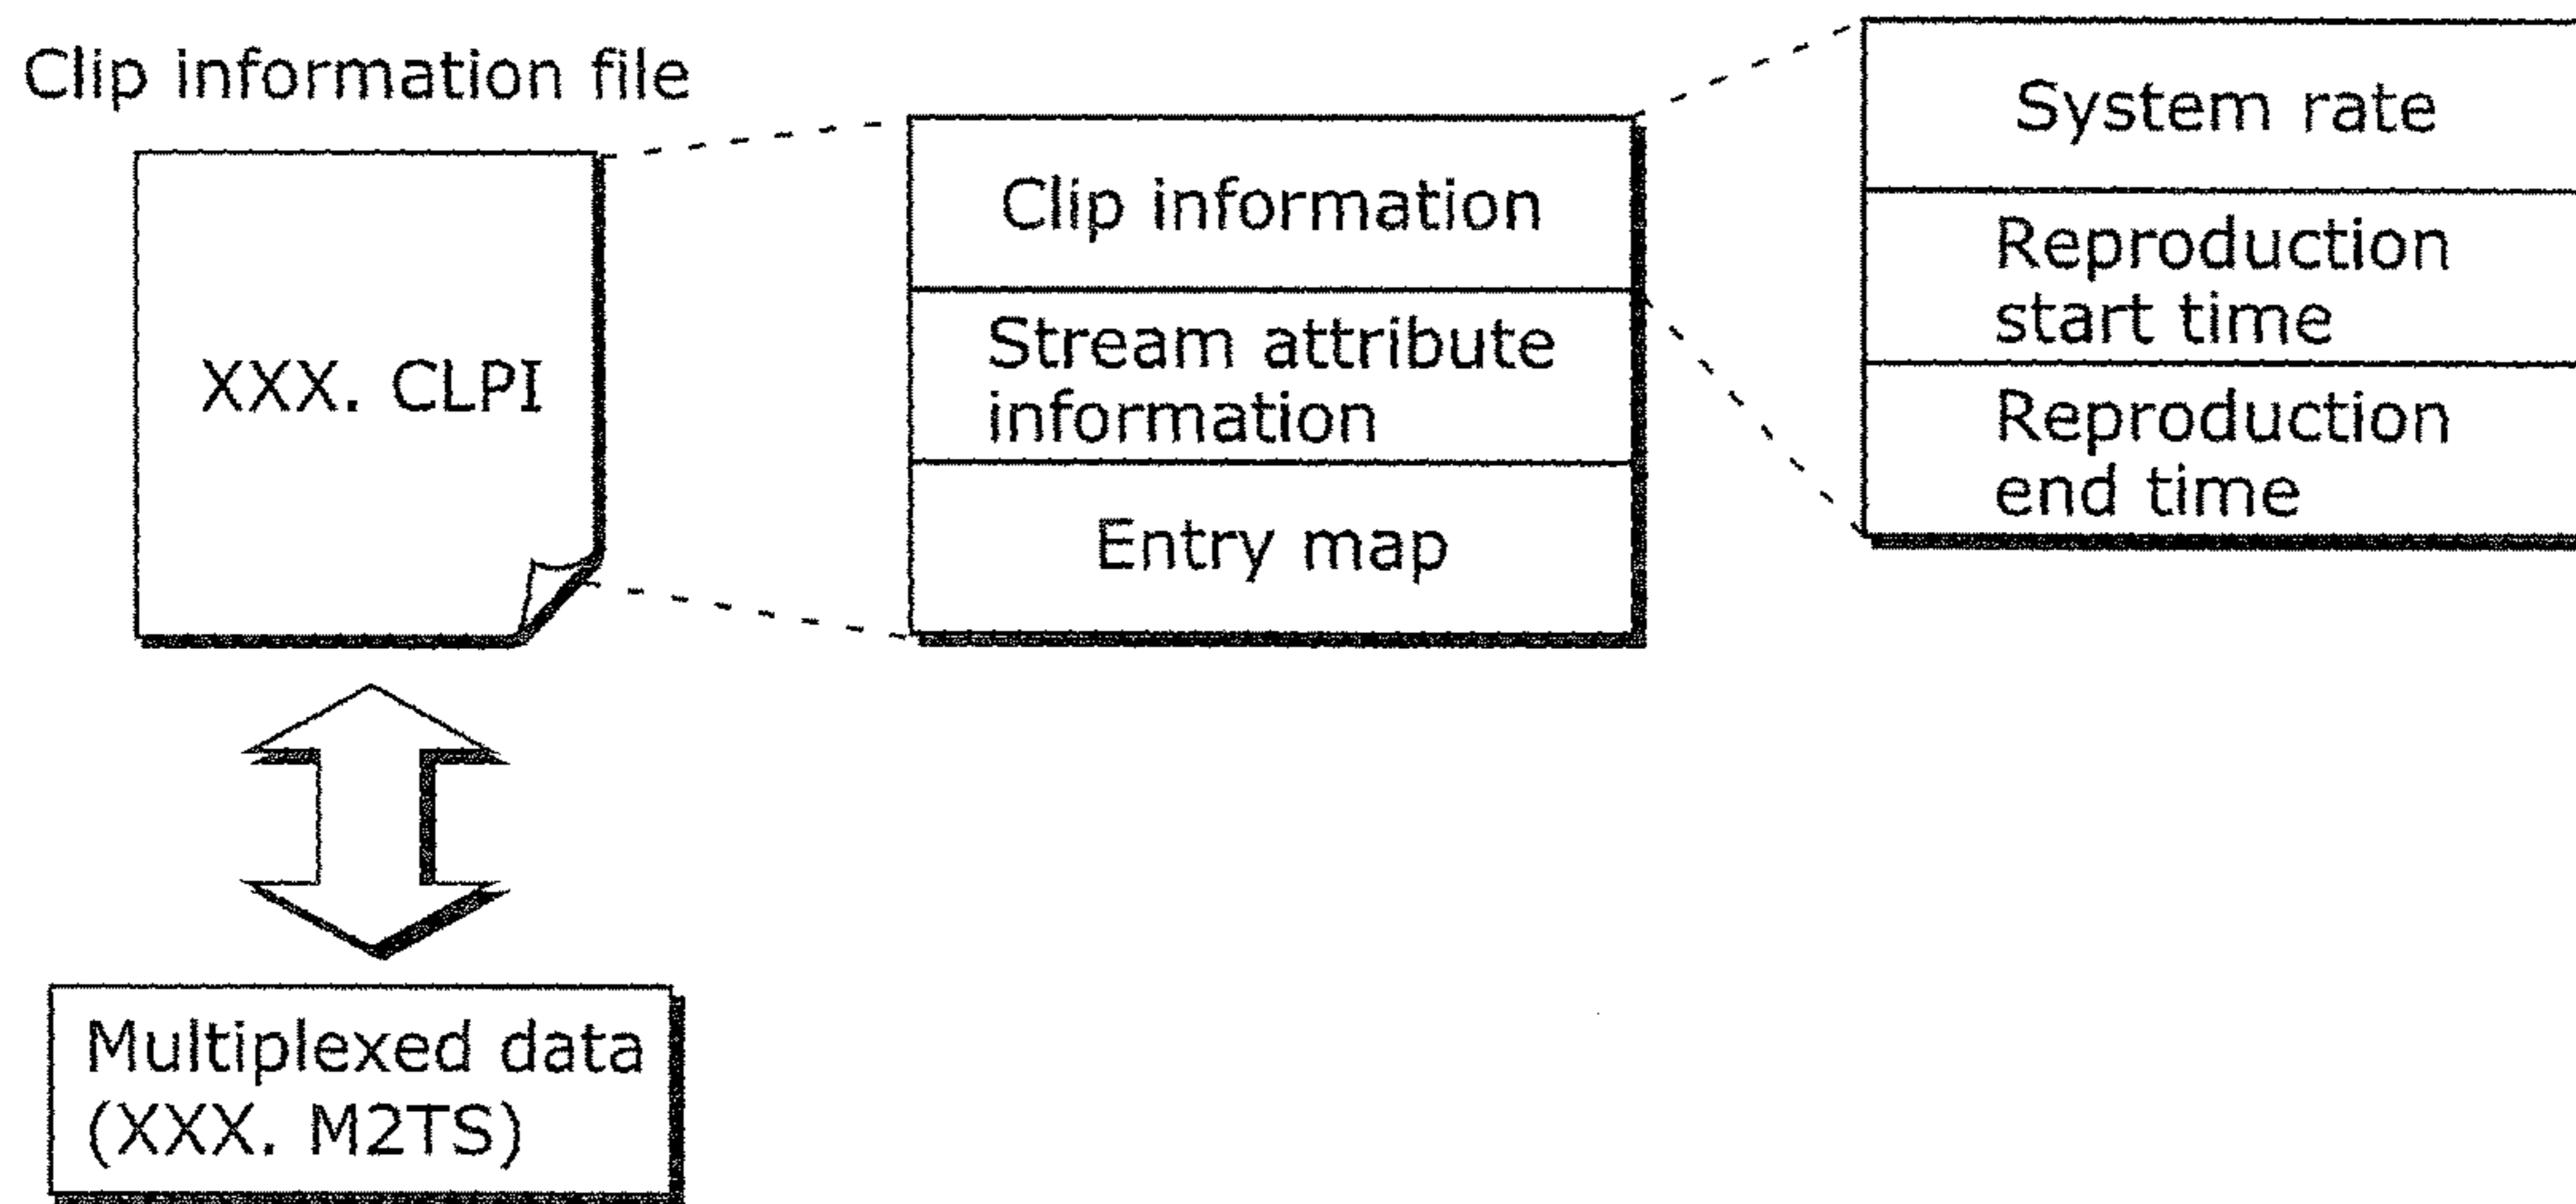 Clip information file
XXX. CLPI
Clip information
Stream attribute
information
Entry map
System rate
Reproduction
start time
Reproduction
end time
Multiplexed data
(XXX. M2TS)